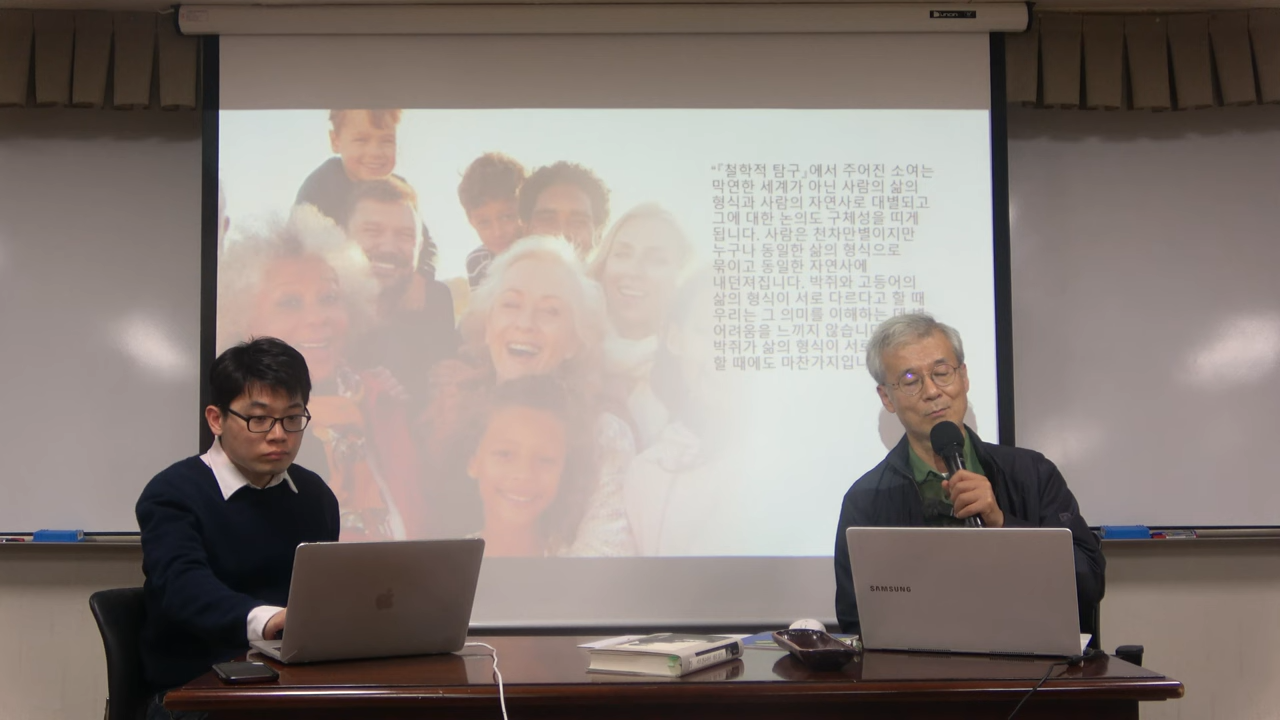 “『철학적 탐구』에서 주어진 소여는
막연한 세계가 아닌 사람의 삶의
형식과 사람의 자연사로 대별되고
그에 대한 논의도 구체성을 띠게
됩니다. 사람은 천차만별이지만
누구나 동일한 삶의 형식으로
묶이고 동일한 자연사에
내던져집니다. 박쥐와 고등어의
삶의 형식이 서로 다르다고 할 때
우리는 그 의미를 이해하는 데
어려움을 느끼지 않습니다
박쥐가 삶의 형식이 서로
할 때에도 마찬가지입니
SAMSUNG